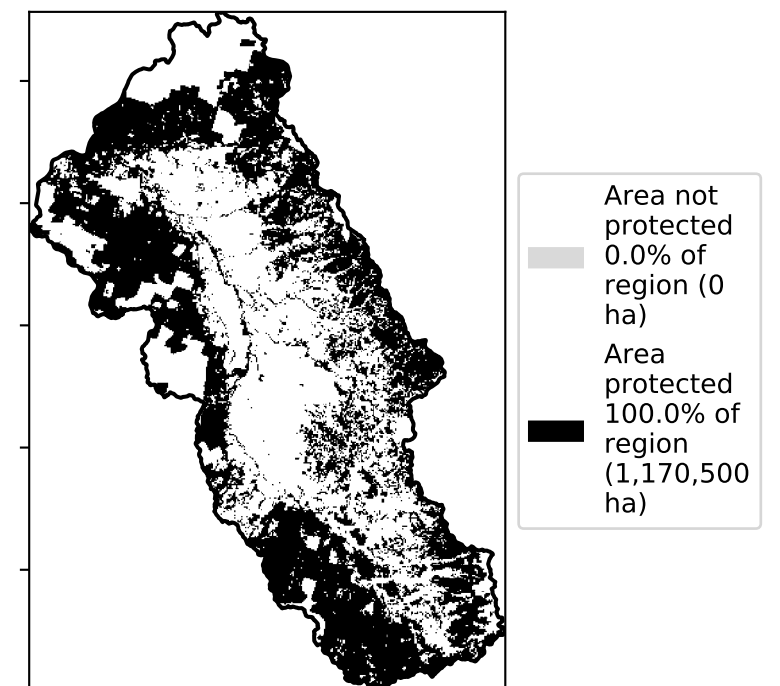 Area not
protected
0.0% of
region (0
ha)
Area
protected
100.0% of
region
(1,170,500
ha)